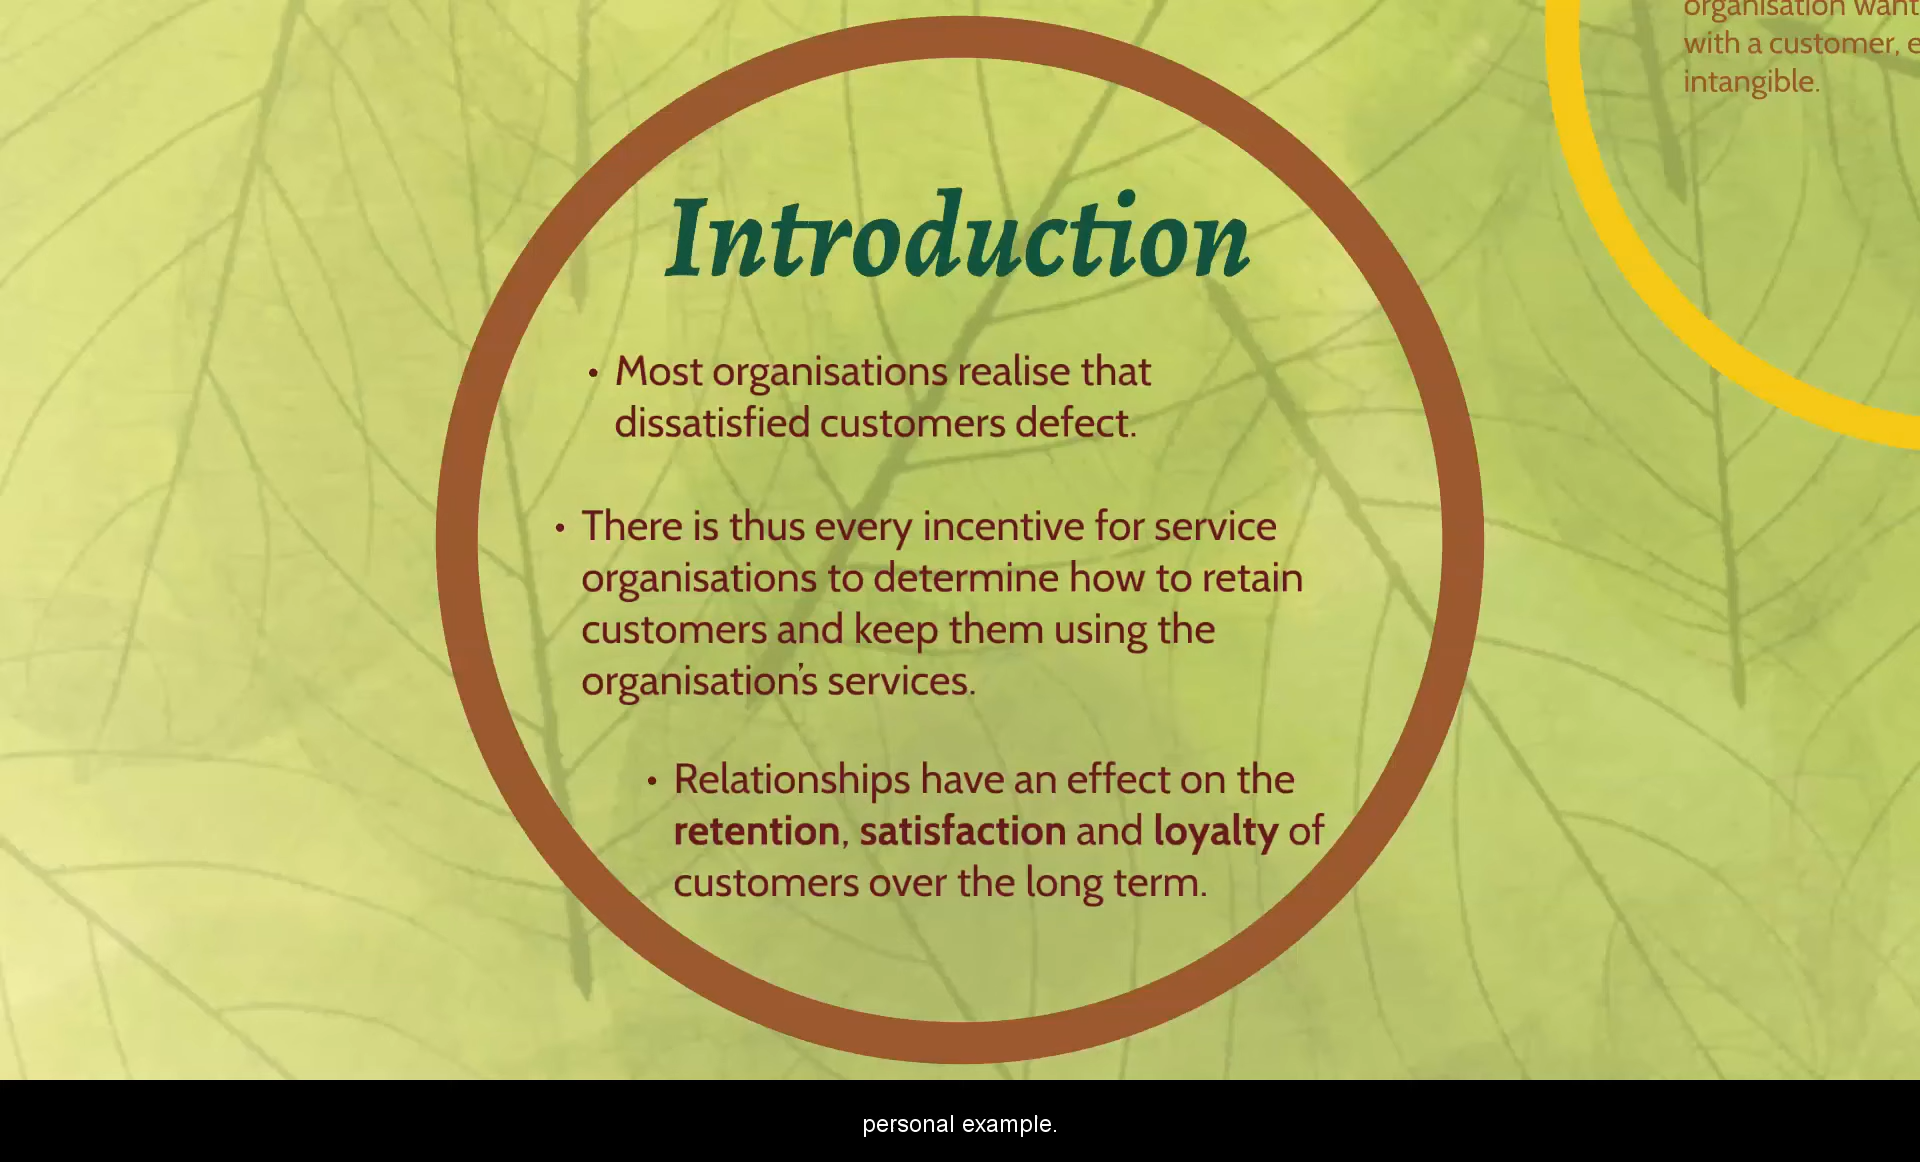 organisation want
with a customer, e
intangible.
Introduction
• Most organisations realise that
dissatisfied customers defect.
• There is thus every incentive for service
organisations to determine how to retain
customers and keep them using the
organisation's services.
• Relationships have an effect on the
retention, satisfaction and loyalty of
customers over the long term.
personal example.